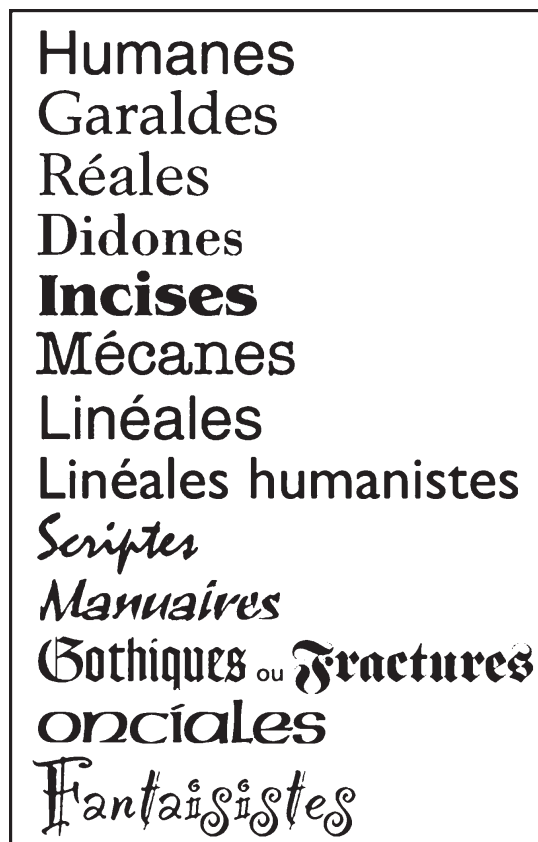 Humanes
Garaldes
Réales
Didones
Incises
Mécanes
Linéales
Linéales humanistes
Scriptes
Manuaires
Gothiques ou Fractures
onciales
Fantaisistes